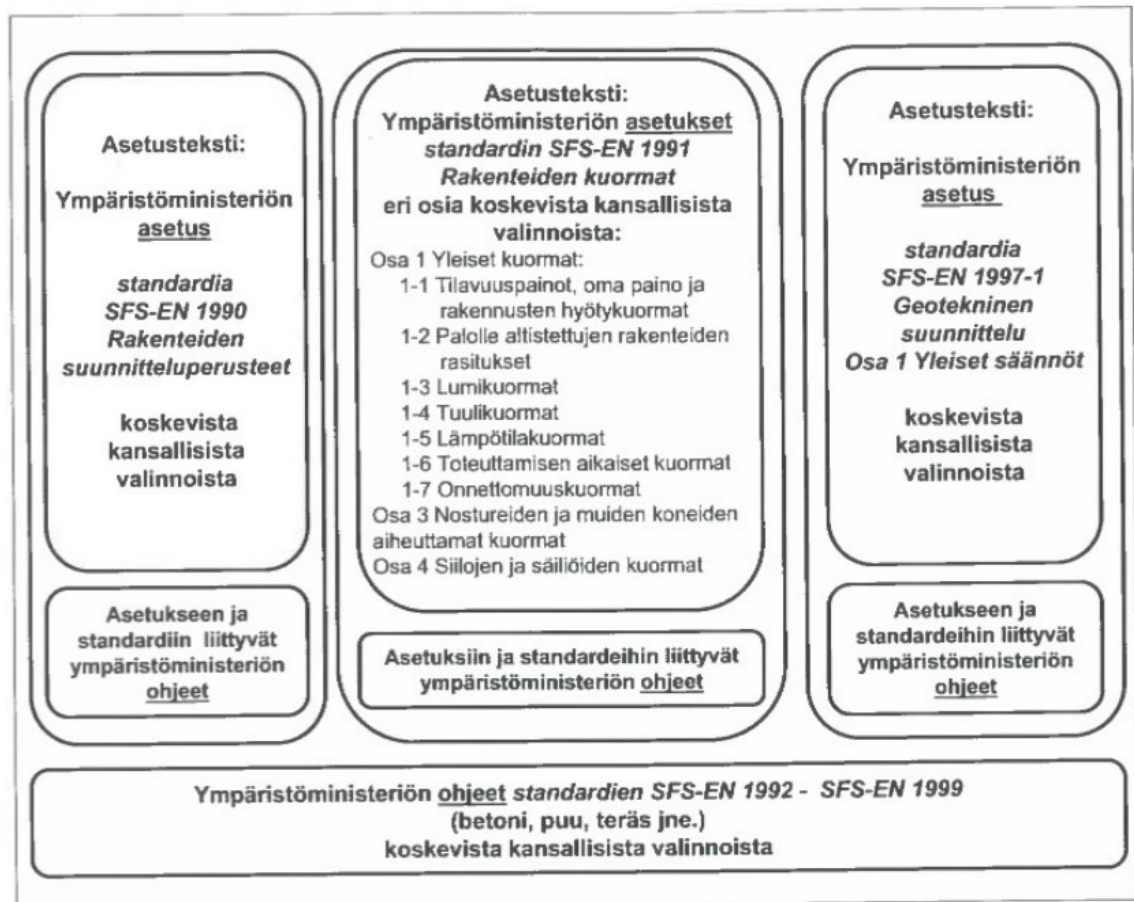 Asetusteksti:
Ympäristöministeriön
asetus
standardia
SFS-EN 1990
Rakenteiden
suunnitteluperusteet
koskevista
kansallisista
valinnoista
Asetukseen ja
standardiin liittyvät
ympäristöministeriön
ohjeet
Asetusteksti:
Ympäristöministeriön asetukset
standardin SFS-EN 1991
Rakenteiden kuormat
eri osia koskevista kansallisista
valinnoista:
Osa 1 Yleiset kuormat:
1-1 Tilavuuspainot, oma paino ja
rakennusten hyötykuormat
1-2 Palolle altistettujen rakenteiden
rasitukset
1-3 Lumikuormat
1-4 Tuulikuormat
1-5 Lämpötilakuormat
1-6 Toteuttamisen aikaiset kuormat
1-7 Onnettomuuskuormat
Osa 3 Nostureiden ja muiden koneiden
aiheuttamat kuormat
Osa 4 Siilojen ja säiliöiden kuormat
Asetuksiin ja standardeihin liittyvät
ympäristöministeriön ohjeet
Asetusteksti:
Ympäristöministeriön
asetus
standardia
SFS-EN 1997-1
Geotekninen
suunnittelu
Osa 1 Yleiset säännöt
koskevista
kansallisista
valinnoista
Asetukseen ja
standardeihin liittyvät
ympäristöministeriön
ohjeet
Ympäristöministeriön ohjeet standardien SFS-EN 1992 - SFS-EN 1999
(betoni, puu, teräs jne.)
koskevista kansallisista valinnoista